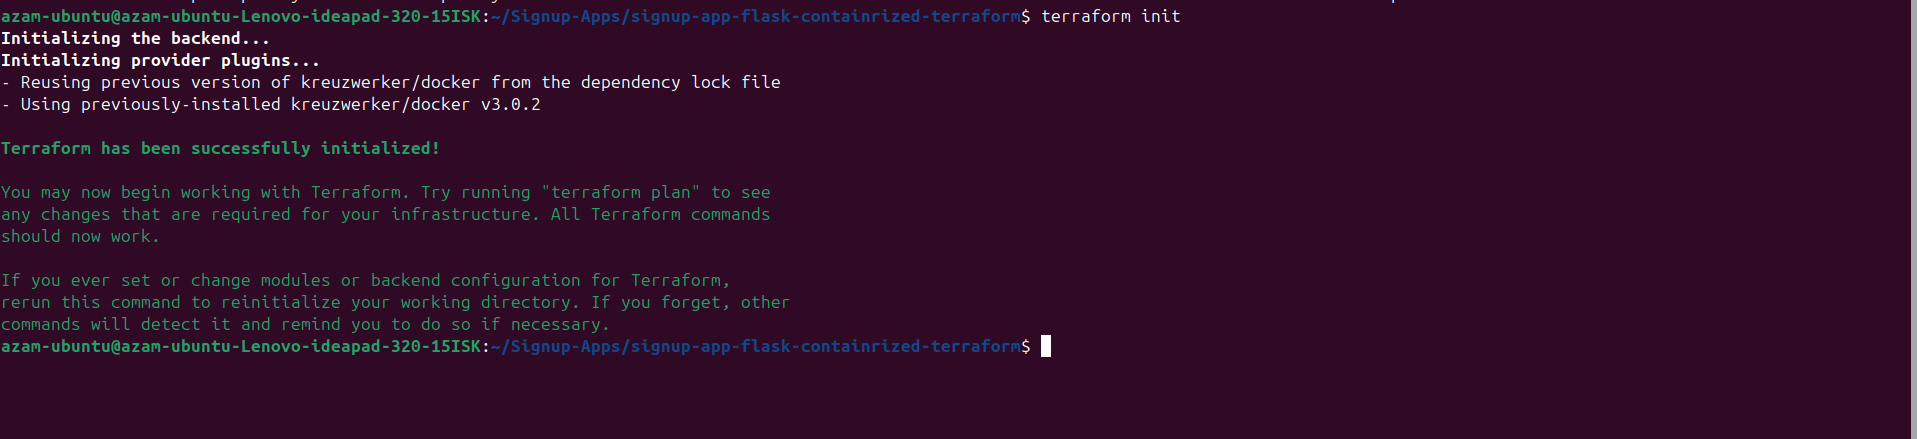 azam-ubuntu@azam-ubuntu-Lenovo-ideapad-320-15ISK:~/Signup-Apps/signup-app-flask-containrized-terraform$ terraform init
Initializing the backend...
Initializing provider plugins...
- Reusing previous version of kreuzwerker/docker from the dependency lock file
- Using previously-installed kreuzwerker/docker v3.0.2
Terraform has been successfully initialized!
You may now begin working with Terraform. Try running "terraform plan" to see
any changes that are required for your infrastructure. All Terraform commands
should now work.
If you ever set or change modules or backend configuration for Terraform,
rerun this command to reinitialize your working directory. If you forget, other
commands will detect it and remind you to do so if necessary.
azam-ubuntu@azam-ubuntu-Lenovo-ideapad-320-15ISK:~/Signup-Apps/signup-app-flask-containrized-terraform$